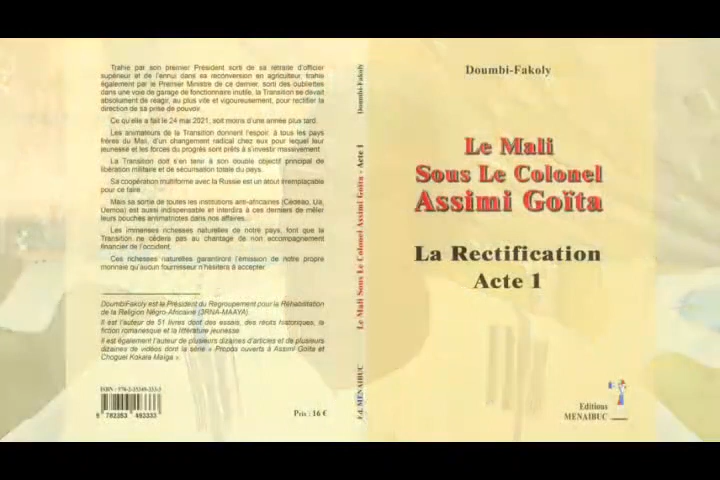 Trahie par son premier Président sorti de sa retraite d'officier
supérieur et de l'ennui dans sa reconversion en agriculteur, trahie
également par le Premier Ministre de ce dernier, sorti des oubliettes
dans une voie de garage de fonctionnaire inutile, la Transition se devait
absolument de réagir, au plus vite et vigoureusement, pour rectifier la
direction de sa prise de pouvoir.
Ce qu'elle a fait le 24 mai 2021, soit moins d'une année plus tard.
Les animateurs de la Transition donnent l'espoir, à tous les pays
frères du Mali, d'un changement radical chez eux pour lequel leur
jeunesse et les forces du progrès sont prêts à s'investir massivement.
La Transition doit s'en tenir à son double objectif principal de
libération militaire et de sécurisation totale du pays.
Sa coopération multiforme avec la Russie est un atout irremplaçable
pour ce faire.
Mais sa sortie de toutes les institutions anti-africaines (Cedeao, Ua,
Uemoa) est aussi indispensable et interdira à ces derniers de mêler
leurs bouches
dans nos affaires...
Les immenses richesses naturelles de notre pays, font que la
Transition ne cédera pas au chantage de non accompagnement
financier de l'occident.
Ces richesses naturelles garantiront l'émission de notre propre
monnaie qu'aucun fournisseur n'hésitera à accepter.
DoumbiFakoly est le Président du Regroupement pour la Réhabilitation
de la Religion Négro-Africaine (3RNA-MAAYA).
Il est l'auteur de 51 livres dont des essais, des récits historiques, la
fiction romanesque et la littérature jeunesse.
Il est également l'auteur de plusieurs dizaines d'articles et de plusieurs
dizaines de vidéos dont la série « Propos ouverts à Assimi Goïta et
Choguel Kokala Maïga ».
ISBN : 978-2-35349-333-3
9 782353 493333
Prix : 16 €
Doumbi-Fakoly
Le Mali Sous Le Colonel Assimi Goïta - Acte 1
Ed. MENAIBUC
Doumbi-Fakoly
Le Mali
Sous Le Colonel
Assimi Goïta
La Rectification
Acte 1
Editions
MENAIBUC